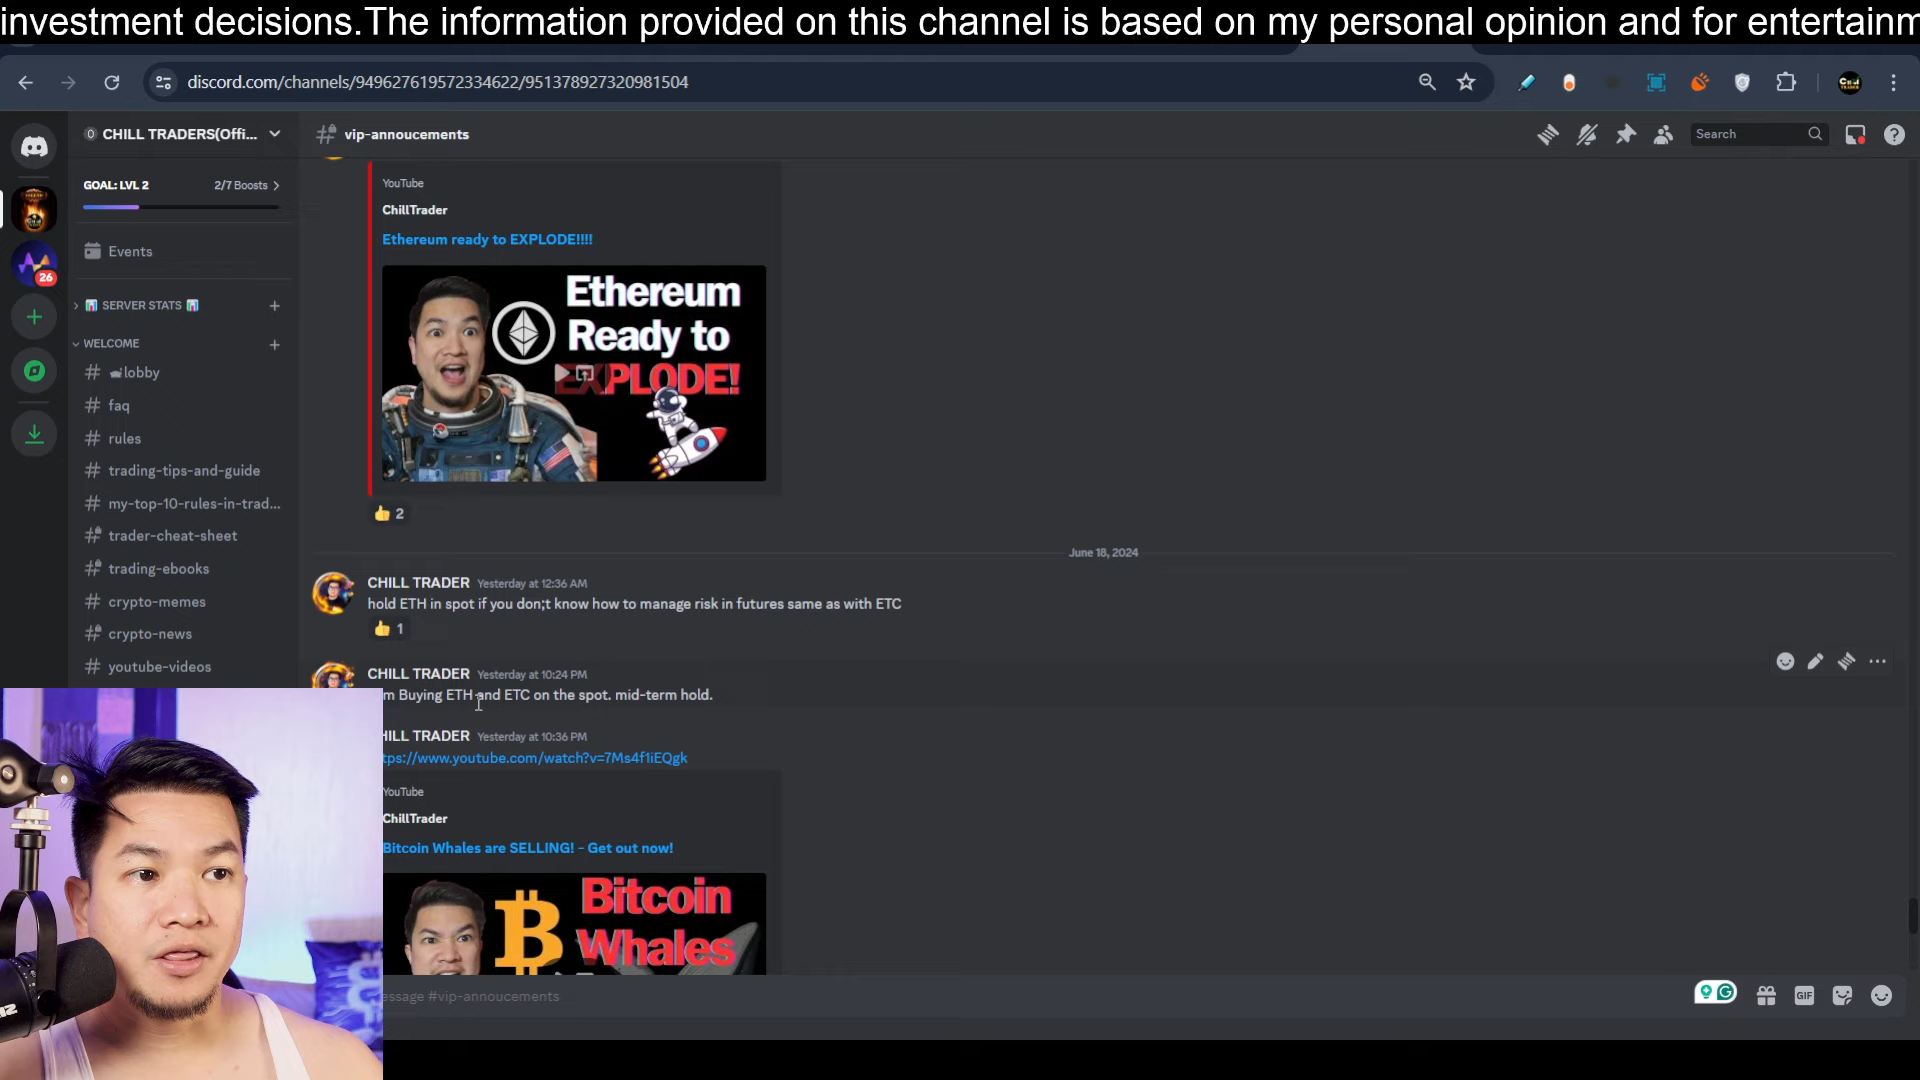 investment decisions.The information provided on this channel is based on my personal opinion and for entertainm
discord.com/channels/949627619572334622/951378927320981504
CHILL TRADERS(Offi...
vip-annoucements
Search
GOAL: LVL 2
2/7 Boosts
Events
26
SERVER STATS
WELCOME
lobby
faq
rules
trading-tips-and-guide
my-top-10-rules-in-trad...
trader-cheat-sheet
trading-ebooks
crypto-memes
crypto-news
youtube-videos
YouTube
ChillTrader
Ethereum ready to EXPLODE!!!!
Ethereum
Ready to
EXPLODE!
2
June 18, 2024
CHILL TRADER Yesterday at 12:36 AM
hold ETH in spot if you don;t know how to manage risk in futures same as with ETC
1
CHILL TRADER Yesterday at 10:24 PM
m Buying ETH and ETC on the spot. mid-term hold.
HILL TRADER Yesterday at 10:36 PM
tps://www.youtube.com/watch?v=7Ms4f1iEQgk
YouTube
ChillTrader
Bitcoin Whales are SELLING! - Get out now!
Bitcoin
Whales
essage #vip-annoucements
GIF